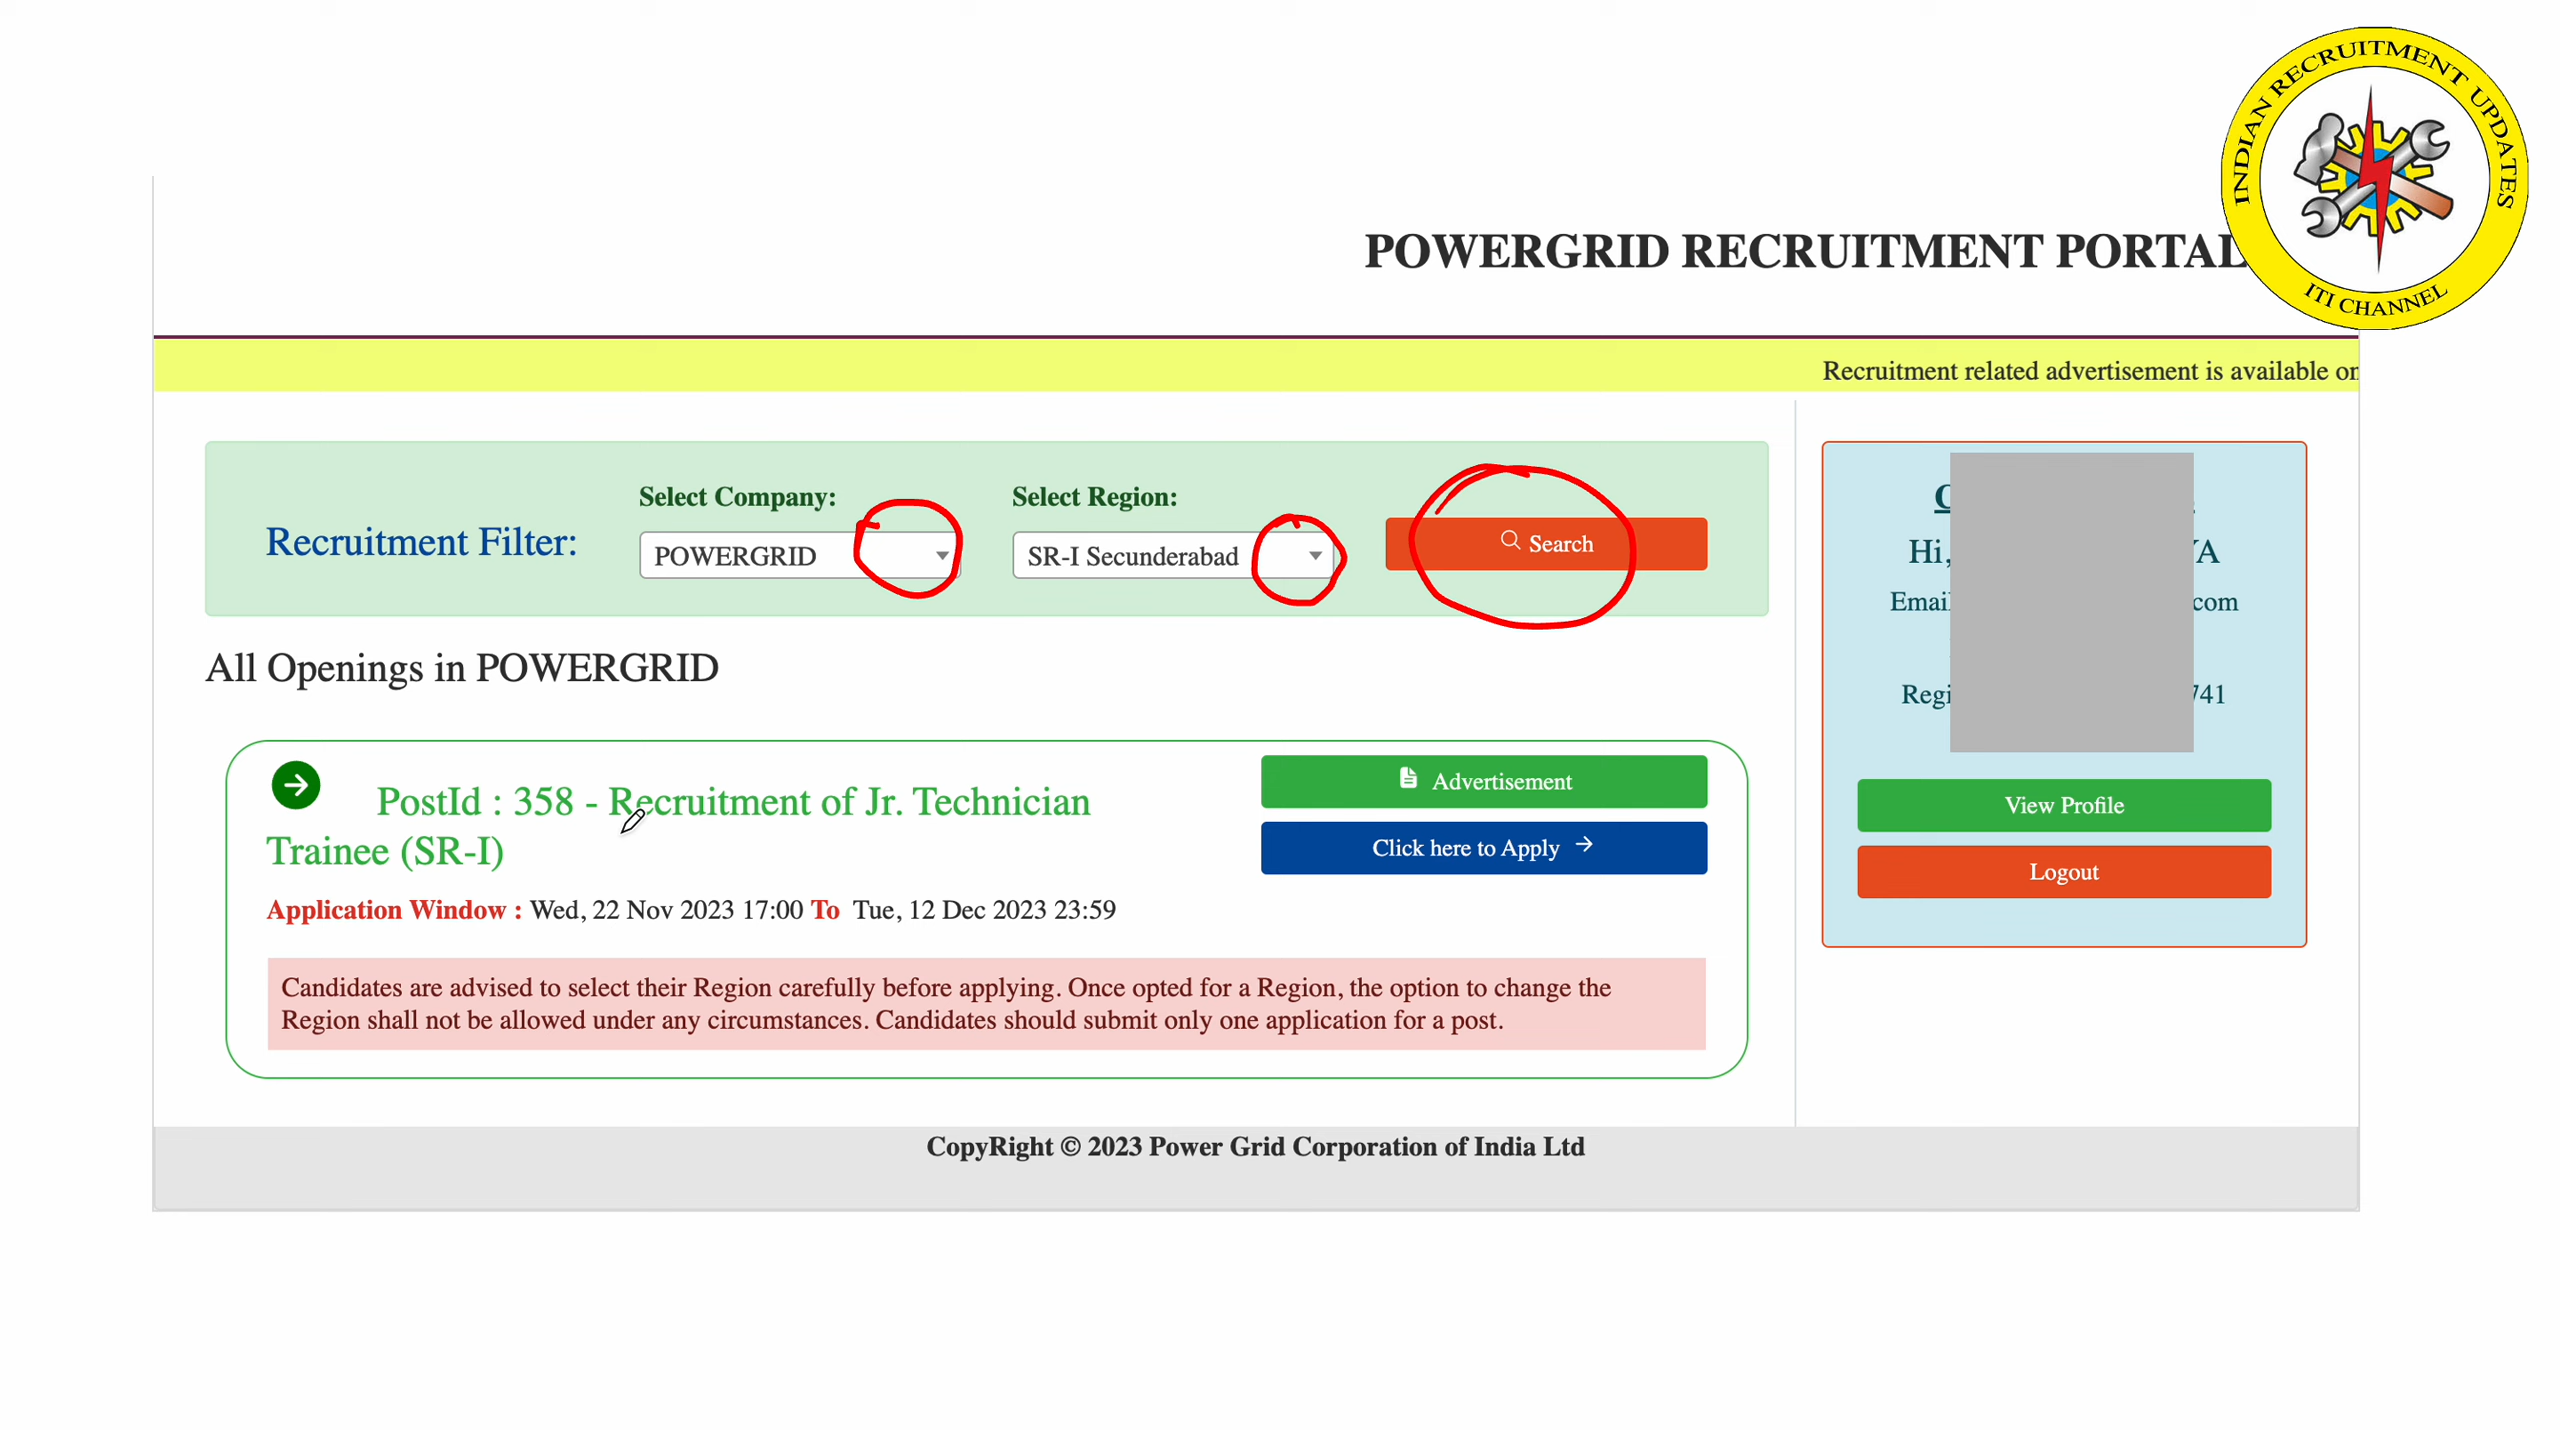 INDIAN RECRUITMENT UPDATES
ITI CHANNEL
POWERGRID RECRUITMENT PORTAL
Recruitment related advertisement is available on
Recruitment Filter:
Select Company:
POWERGRID
Select Region:
SR-I Secunderabad
Search
All Openings in POWERGRID
PostId : 358 - Recruitment of Jr. Technician
Trainee (SR-I)
Advertisement
Click here to Apply
Application Window : Wed, 22 Nov 2023 17:00 To Tue, 12 Dec 2023 23:59
Candidates are advised to select their Region carefully before applying. Once opted for a Region, the option to change the
Region shall not be allowed under any circumstances. Candidates should submit only one application for a post.
Hi,
Email
com
741
View Profile
Logout
CopyRight © 2023 Power Grid Corporation of India Ltd